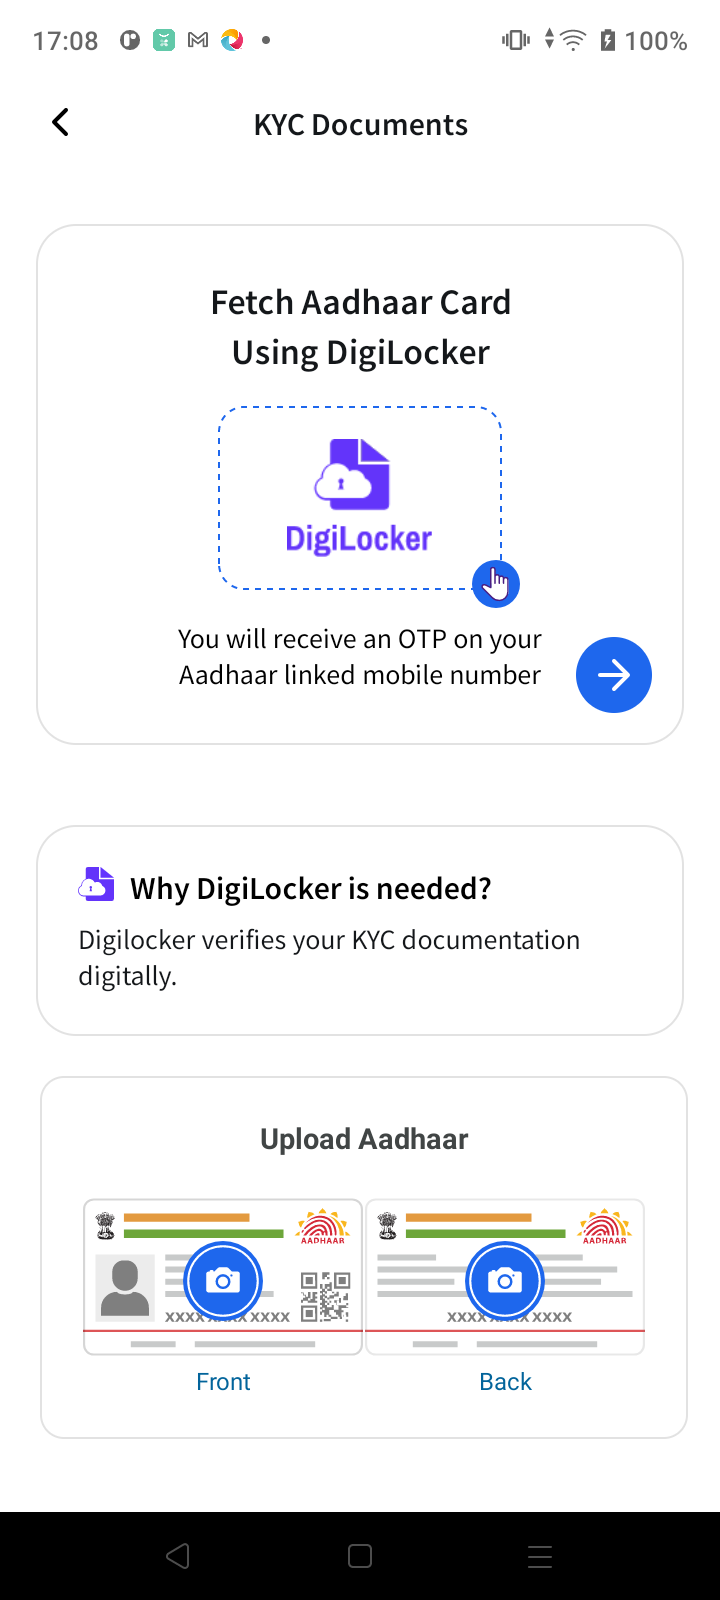 17:08
100%
KYC Documents
Fetch Aadhaar Card
Using DigiLocker
DigiLocker
You will receive an OTP on your
Aadhaar linked mobile number
Why DigiLocker is needed?
Digilocker verifies your KYC documentation
digitally.
Upload Aadhaar
AADHAAR
AADHAAR
XXXX XXXX
XXXX XXXX
Front
Back